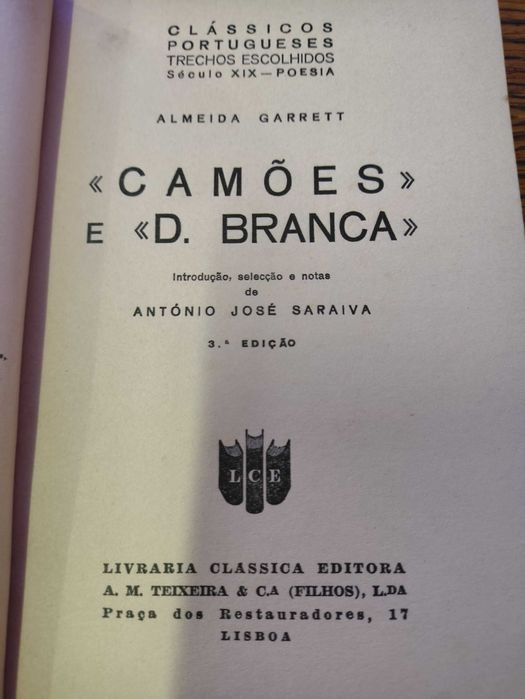 CLÁSSICOS
PORTUGUESES
TRECHOS ESCOLHIDOS
Século XIX — POESIA
ALMEIDA GARRETT
«CAMÕES»
E «D. BRANCA»
Introdução, selecção e notas
de
ANTÓNIO JOSÉ SARAIVA
3.ª EDIÇÃO
LCE
LIVRARIA CLASSICA EDITORA
A. M. TEIXEIRA & C.A (FILHOS), L.DA
Praça dos Restauradores, 17
LISBOA